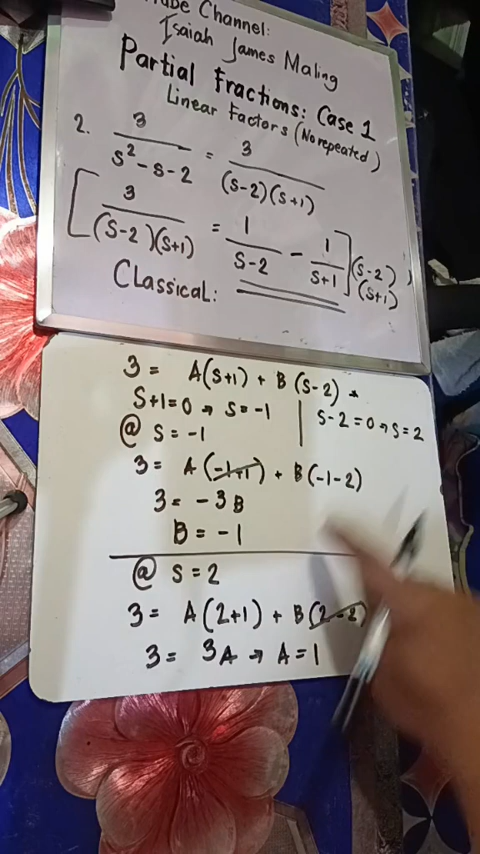 Channel:
Isaiah James Maling
Partial Fractions: Case 1
Linear Factors (No repeated)
2. 3/(s²-s-2) = 3/((s-2)(s+1))
[3/((s-2)(s+1)) = 1/(s-2) - 1/(s+1)](s-2)(s+1)
Classical:
3 = A(s+1) + B(s-2)
s+1=0 → s=-1 | s-2=0 → s=2
@ s=-1
3 = A(-1+1) + B(-1-2)
3 = -3B
B = -1
@ s=2
3 = A(2+1) + B(2-2)
3 = 3A → A=1